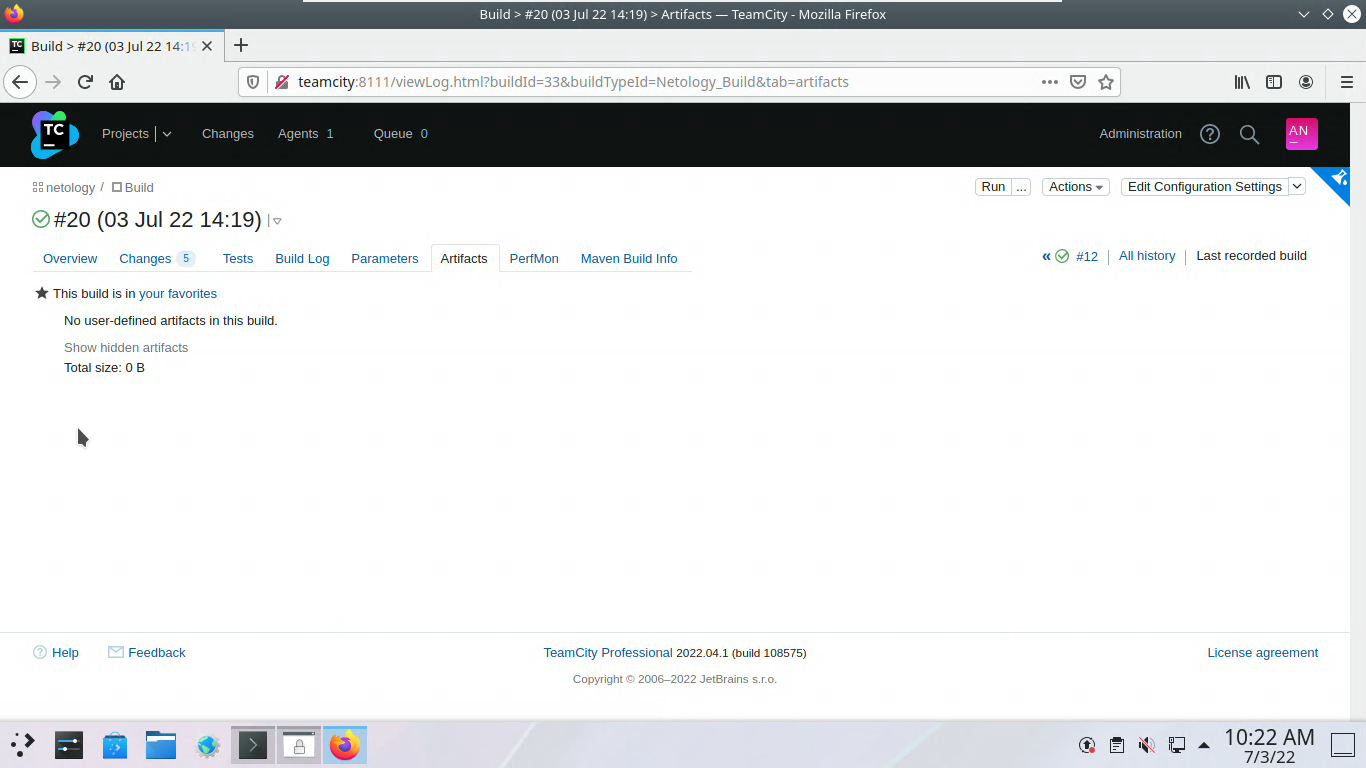 Build > #20 (03 Jul 22 14:19) > Artifacts — TeamCity - Mozilla Firefox
TC Build > #20 (03 Jul 22 14:19
teamcity:8111/viewLog.html?buildId=33&buildTypeId=Netology_Build&tab=artifacts
TC Projects Changes Agents 1 Queue 0 Administration AN
netology / Build Run ... Actions Edit Configuration Settings
#20 (03 Jul 22 14:19)
Overview Changes 5 Tests Build Log Parameters Artifacts PerfMon Maven Build Info « #12 All history Last recorded build
This build is in your favorites
No user-defined artifacts in this build.
Show hidden artifacts
Total size: 0 B
Help Feedback TeamCity Professional 2022.04.1 (build 108575) License agreement
Copyright © 2006–2022 JetBrains s.r.o.
10:22 AM
7/3/22